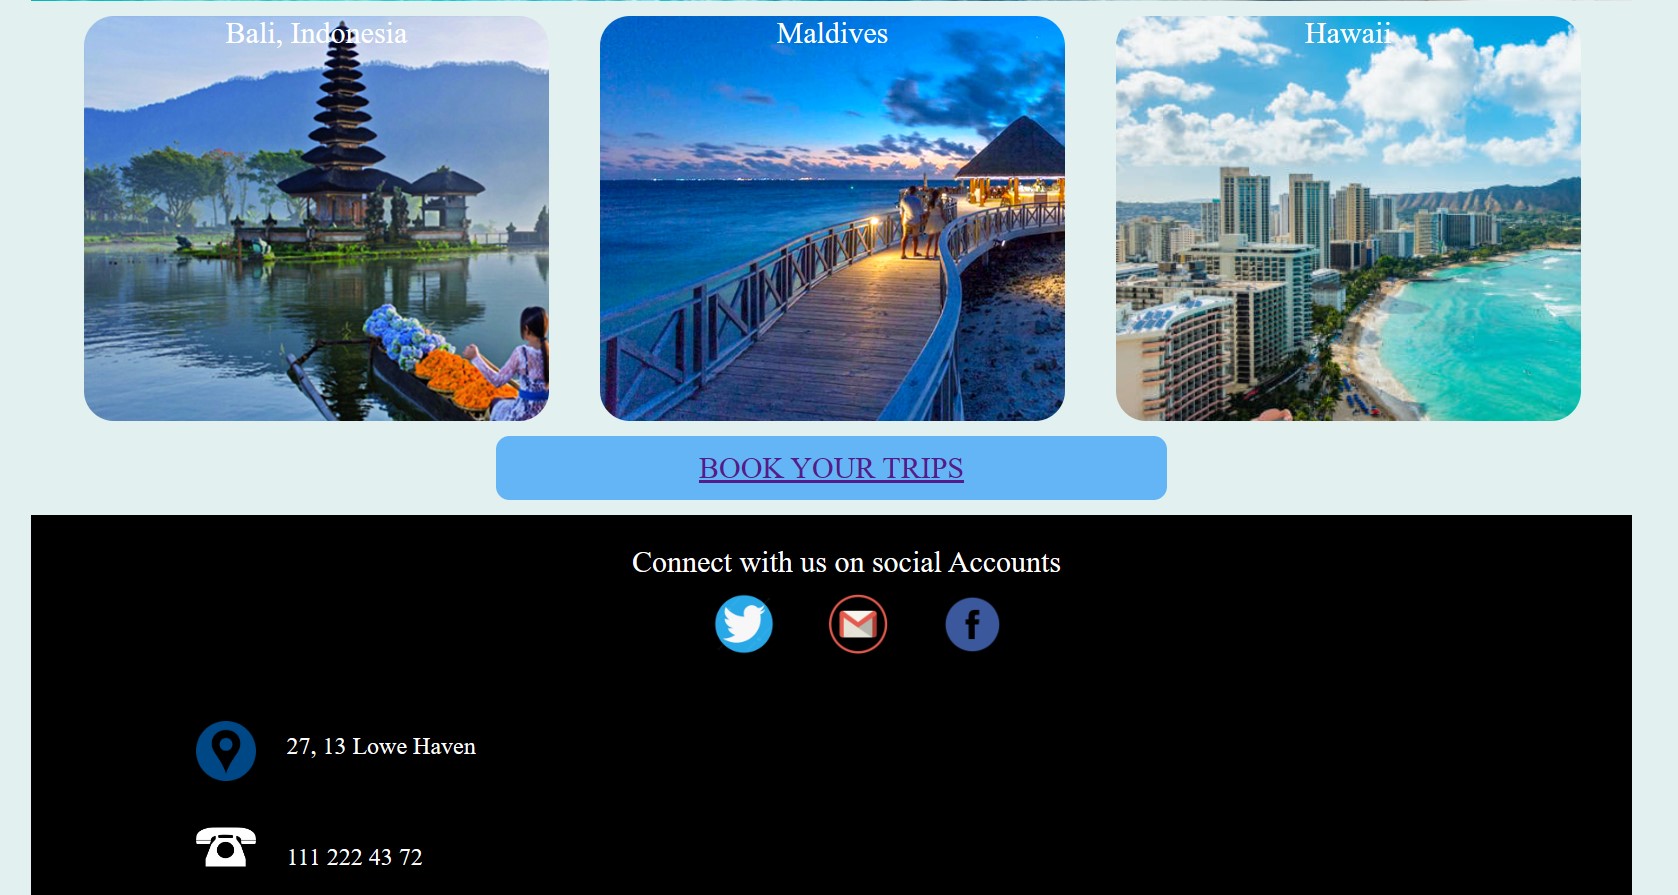 Bali, Indonesia
Maldives
Hawaii
BOOK YOUR TRIPS
Connect with us on social Accounts
27, 13 Lowe Haven
111 222 43 72